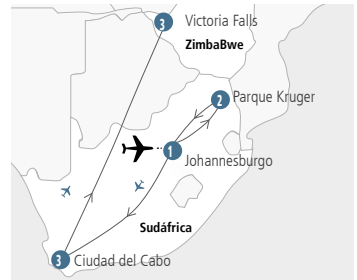 3 Victoria Falls
ZimbaBwe
2 Parque Kruger
1
Johannesburgo
Sudáfrica
3 Ciudad del Cabo